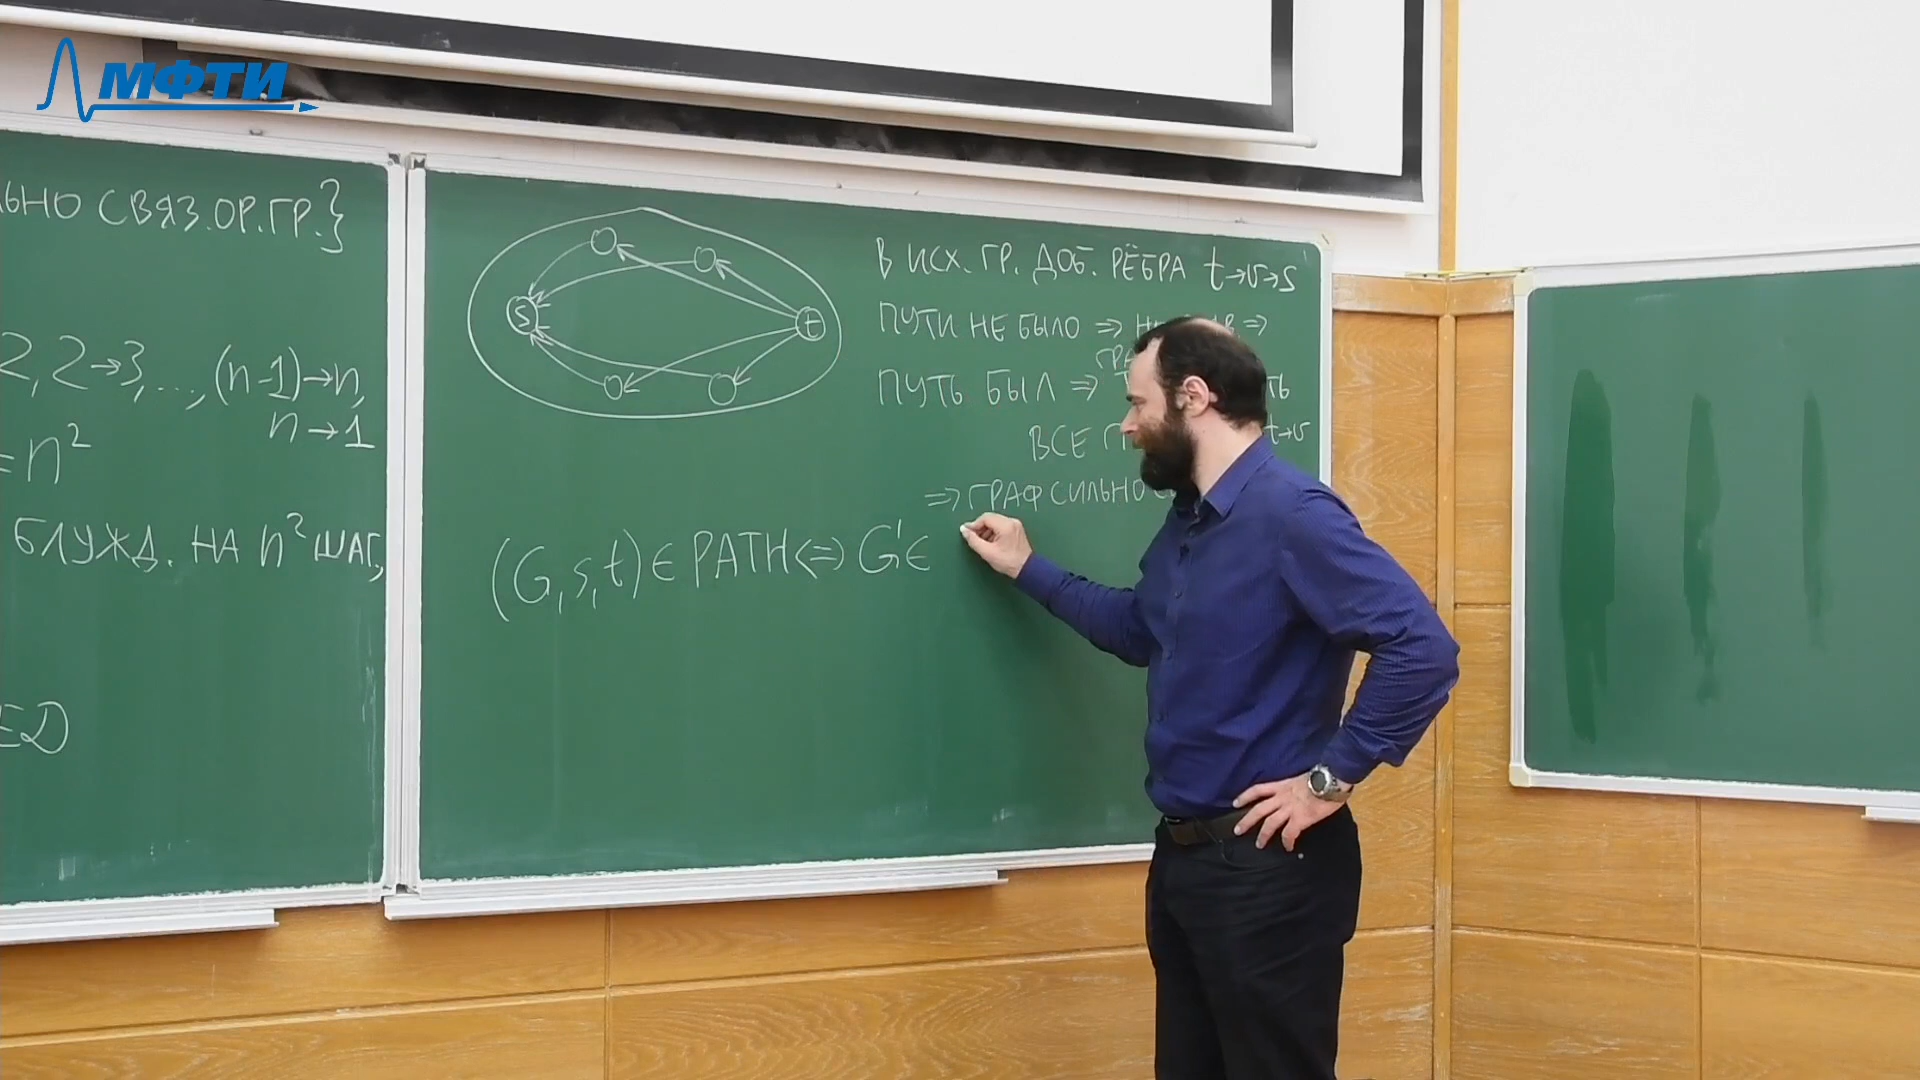 МФТИ
СВЯЗ.ОР.ГР.}
2, 2→3,..., (n-1)→n,
n→1
=n²
БЛУЖД. НА n² ШАГ,
s
t
В ИСХ. ГР. ДОБ. РЁБРА t→v→s
ПУТИ НЕ БЫЛО ⇒ ⇒
ПУТЬ БЫЛ ⇒
ВСЕ t→v
⇒ ГРАФ СИЛЬНО
(G,s,t)∈PATH⇔G'∈